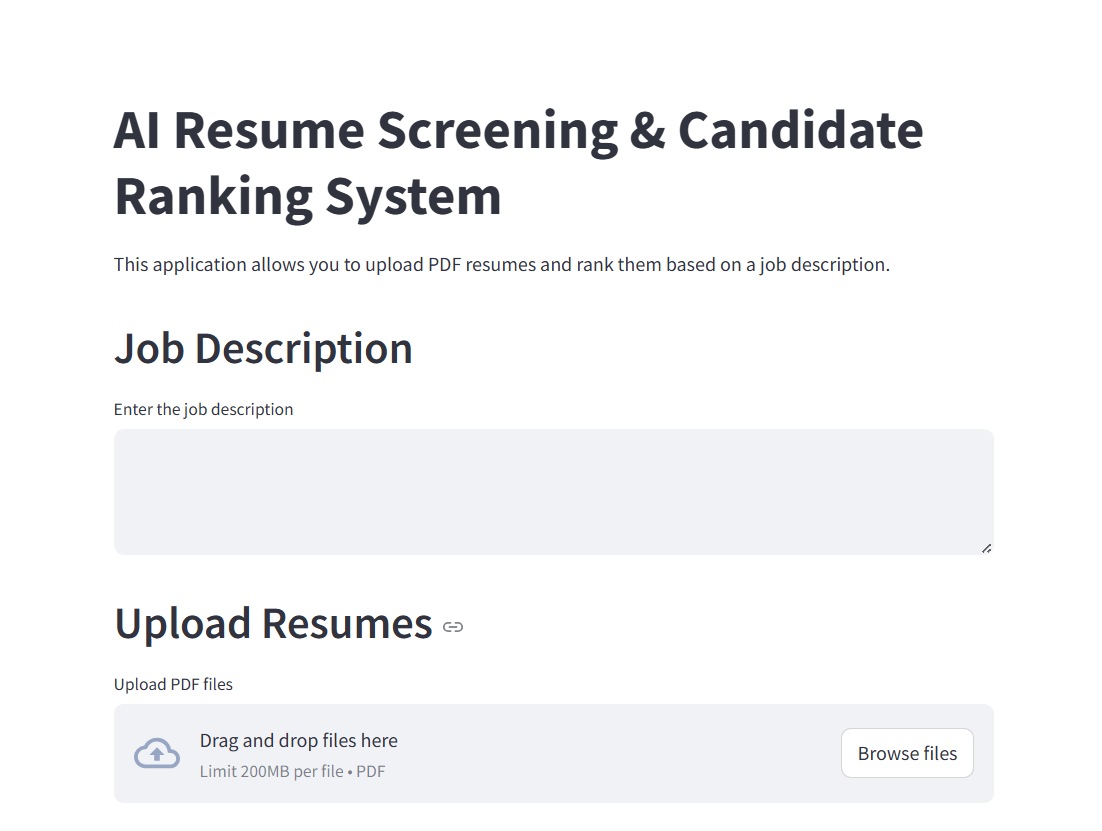 AI Resume Screening & Candidate
Ranking System
This application allows you to upload PDF resumes and rank them based on a job description.
Job Description
Enter the job description
Upload Resumes
Upload PDF files
Drag and drop files here
Limit 200MB per file • PDF
Browse files